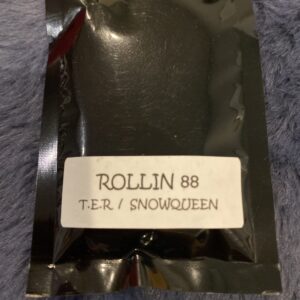 ROLLIN 88
T.E.R / SNOWQUEEN